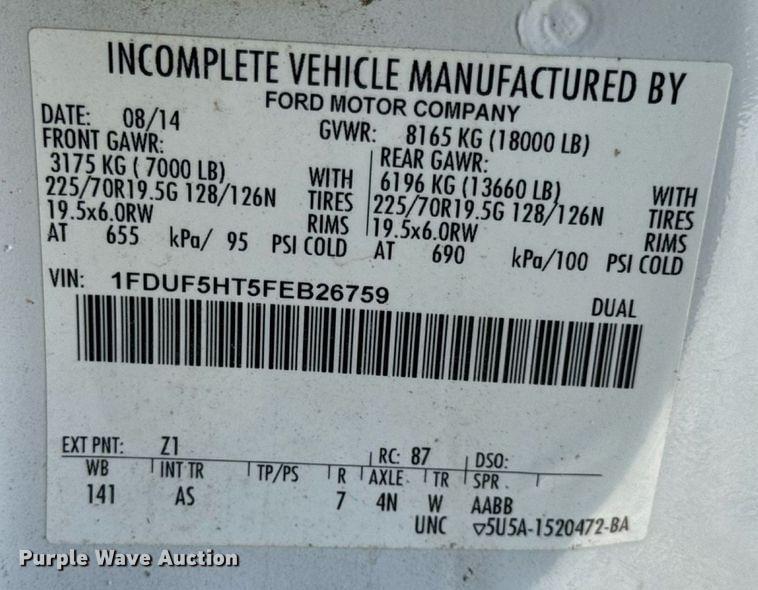 INCOMPLETE VEHICLE MANUFACTURED BY
FORD MOTOR COMPANY
DATE: 08/14 GVWR: 8165 KG (18000 LB)
FRONT GAWR: REAR GAWR:
3175 KG ( 7000 LB) WITH 6196 KG (13660 LB) WITH
225/70R19.5G 128/126N TIRES 225/70R19.5G 128/126N TIRES
19.5x6.0RW RIMS 19.5x6.0RW RIMS
AT 655 kPa/ 95 PSI COLD AT 690 kPa/100 PSI COLD
VIN: 1FDUF5HT5FEB26759 DUAL
EXT PNT: Z1 RC: 87 DSO:
WB INT TR TP/PS R AXLE TR SPR
141 AS 7 4N W AABB
UNC ▽5U5A-1520472-BA
Purple Wave Auction